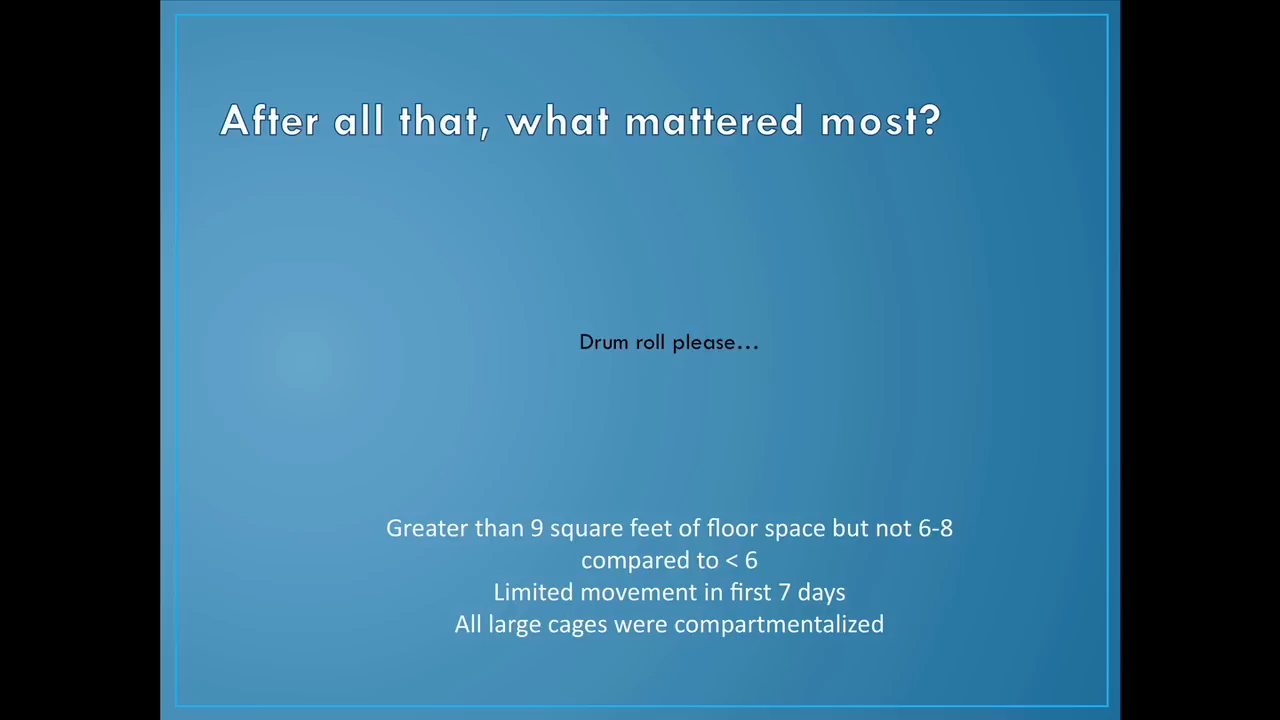 After all that, what mattered most?
Drum roll please...
Greater than 9 square feet of floor space but not 6-8
compared to < 6
Limited movement in first 7 days
All large cages were compartmentalized